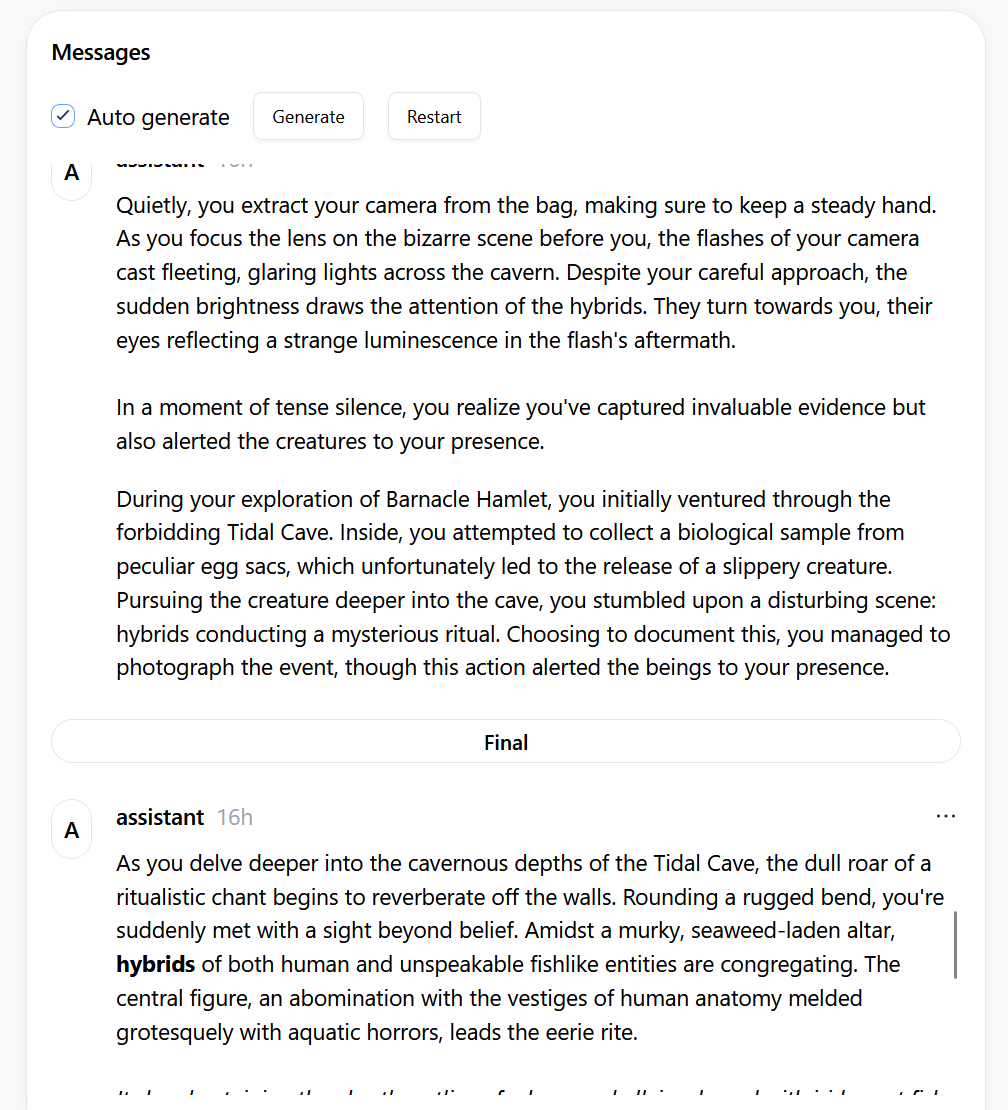 Messages
Auto generate
Generate
Restart
A
assistant 16h
Quietly, you extract your camera from the bag, making sure to keep a steady hand.
As you focus the lens on the bizarre scene before you, the flashes of your camera
cast fleeting, glaring lights across the cavern. Despite your careful approach, the
sudden brightness draws the attention of the hybrids. They turn towards you, their
eyes reflecting a strange luminescence in the flash's aftermath.
In a moment of tense silence, you realize you've captured invaluable evidence but
also alerted the creatures to your presence.
During your exploration of Barnacle Hamlet, you initially ventured through the
forbidding Tidal Cave. Inside, you attempted to collect a biological sample from
peculiar egg sacs, which unfortunately led to the release of a slippery creature.
Pursuing the creature deeper into the cave, you stumbled upon a disturbing scene:
hybrids conducting a mysterious ritual. Choosing to document this, you managed to
photograph the event, though this action alerted the beings to your presence.
Final
A
assistant 16h
...
As you delve deeper into the cavernous depths of the Tidal Cave, the dull roar of a
ritualistic chant begins to reverberate off the walls. Rounding a rugged bend, you're
suddenly met with a sight beyond belief. Amidst a murky, seaweed-laden altar,
hybrids of both human and unspeakable fishlike entities are congregating. The
central figure, an abomination with the vestiges of human anatomy melded
grotesquely with aquatic horrors, leads the eerie rite.